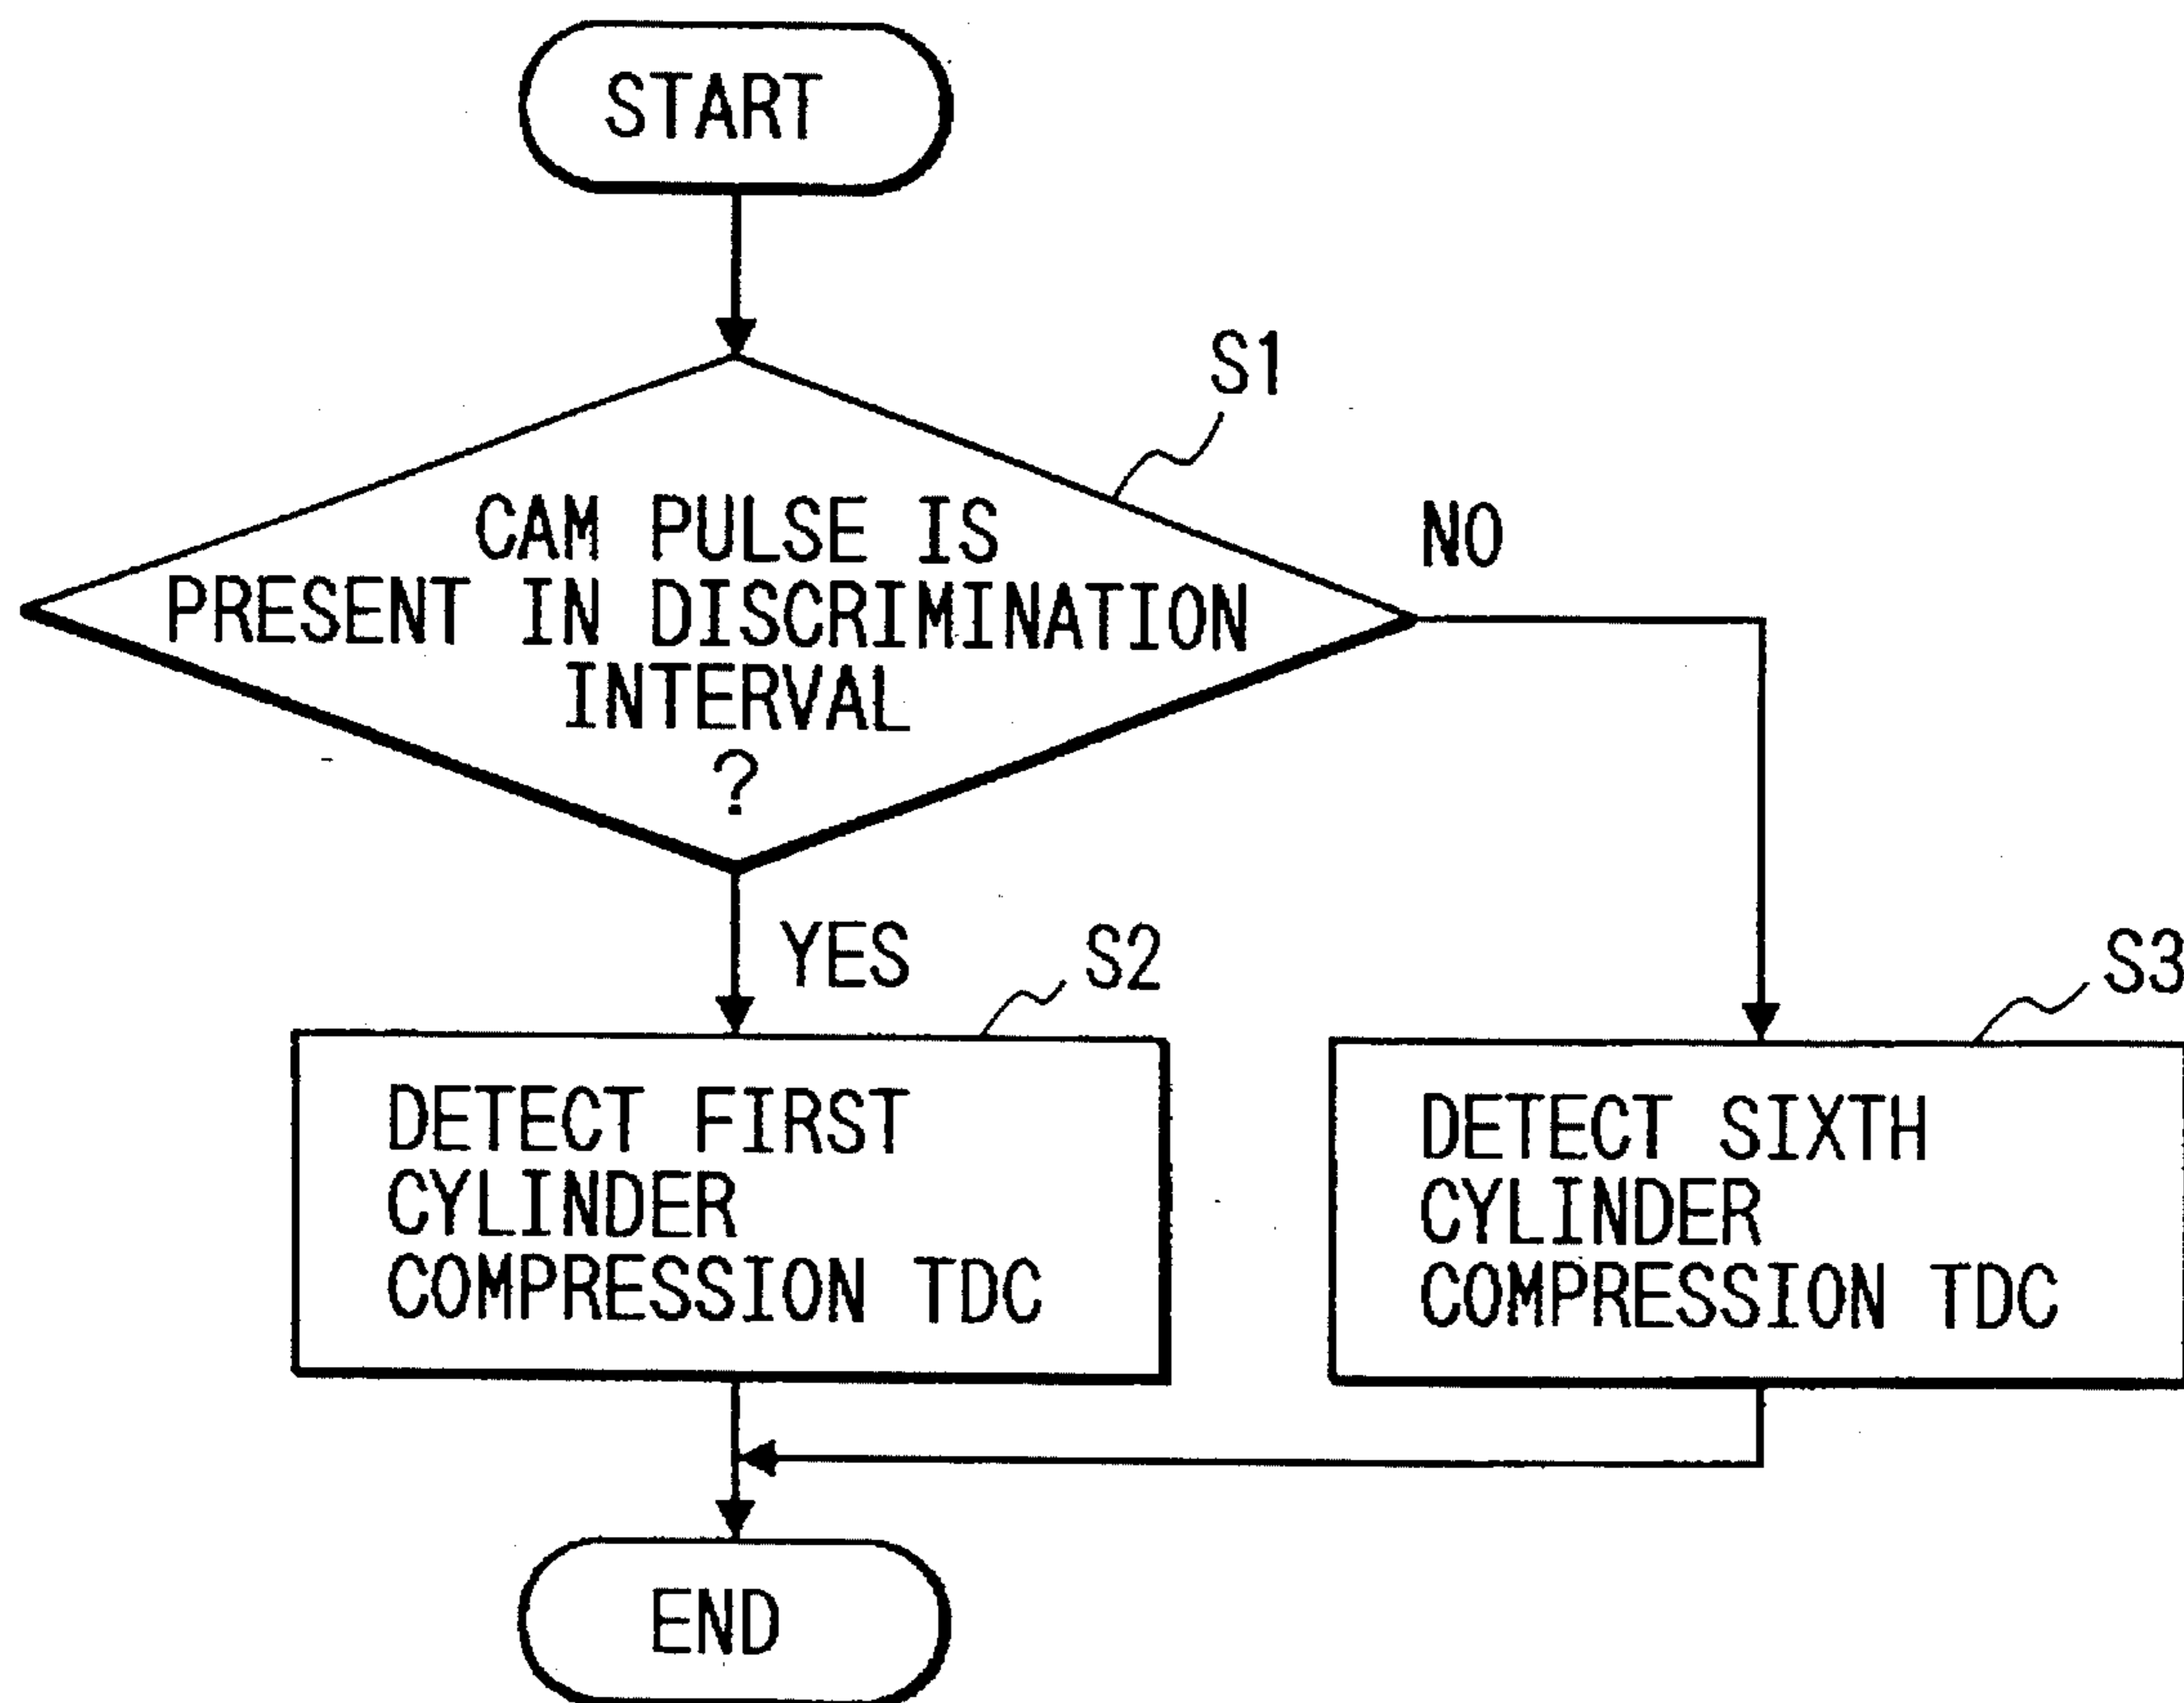 START
S1
CAM PULSE IS
PRESENT IN DISCRIMINATION
INTERVAL
?
NO
YES
S2
S3
DETECT FIRST
CYLINDER
COMPRESSION TDC
DETECT SIXTH
CYLINDER
COMPRESSION TDC
END